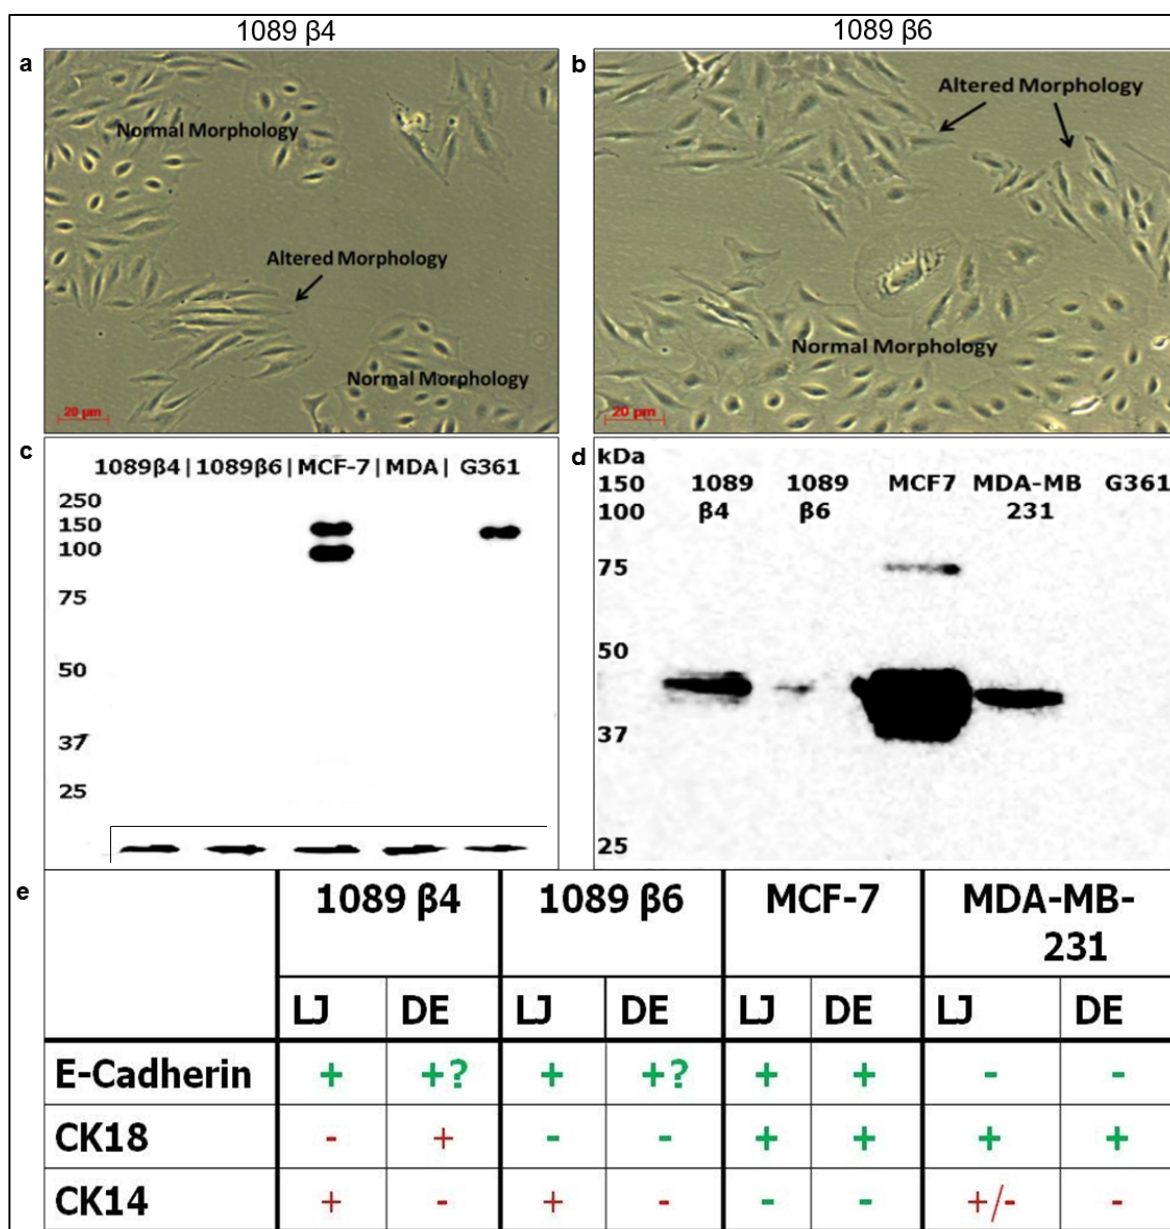 1089 β4
1089 β6
a
Normal Morphology
Altered Morphology
Normal Morphology
20 µm
b
Altered Morphology
Normal Morphology
20 µm
c
1089β4 | 1089β6 | MCF-7 | MDA | G361
250
150
100
75
50
37
25
d
kDa
150
100
1089 β4
1089 β6
MCF7
MDA-MB 231
G361
75
50
37
25
e
1089 β4 1089 β6 MCF-7 MDA-MB-231
LJ DE LJ DE LJ DE LJ DE
E-Cadherin + +? + +? + + - -
CK18 - + - - + + + +
CK14 + - + - - - +/- -